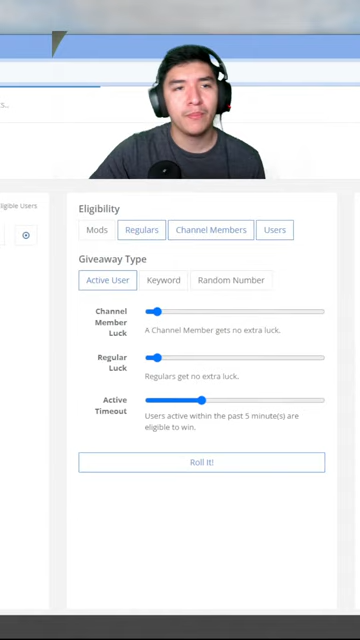 s...
ligible Users
Eligibility
Mods
Regulars
Channel Members
Users
Giveaway Type
Active User
Keyword
Random Number
Channel
Member
Luck
A Channel Member gets no extra luck.
Regular
Luck
Regulars get no extra luck.
Active
Timeout
Users active within the past 5 minute(s) are
eligible to win.
Roll It!